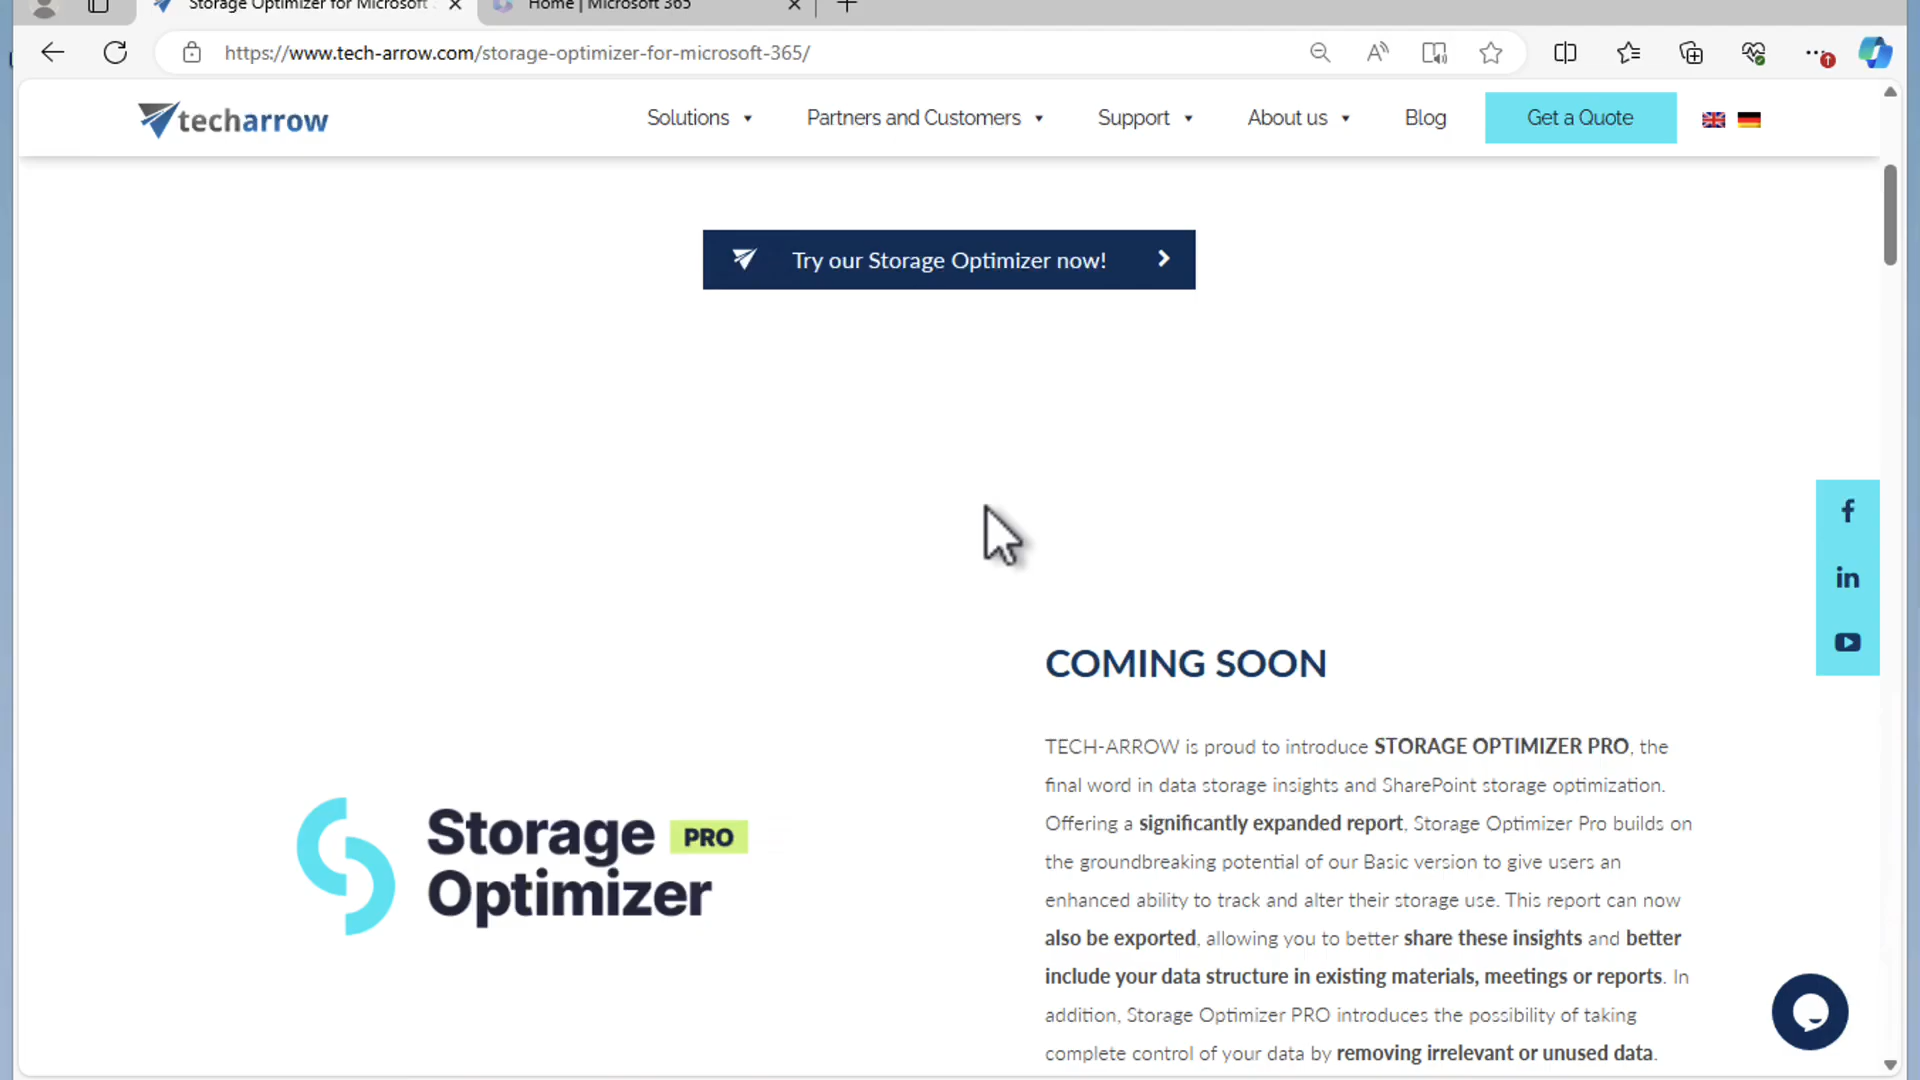 Storage Optimizer for Microsoft
Home | Microsoft 365
https://www.tech-arrow.com/storage-optimizer-for-microsoft-365/
techarrow
Solutions
Partners and Customers
Support
About us
Blog
Get a Quote
Try our Storage Optimizer now!
COMING SOON
TECH-ARROW is proud to introduce STORAGE OPTIMIZER PRO, the
final word in data storage insights and SharePoint storage optimization.
Offering a significantly expanded report, Storage Optimizer Pro builds on
the groundbreaking potential of our Basic version to give users an
enhanced ability to track and alter their storage use. This report can now
also be exported, allowing you to better share these insights and better
include your data structure in existing materials, meetings or reports. In
addition, Storage Optimizer PRO introduces the possibility of taking
complete control of your data by removing irrelevant or unused data.
Storage PRO
Optimizer